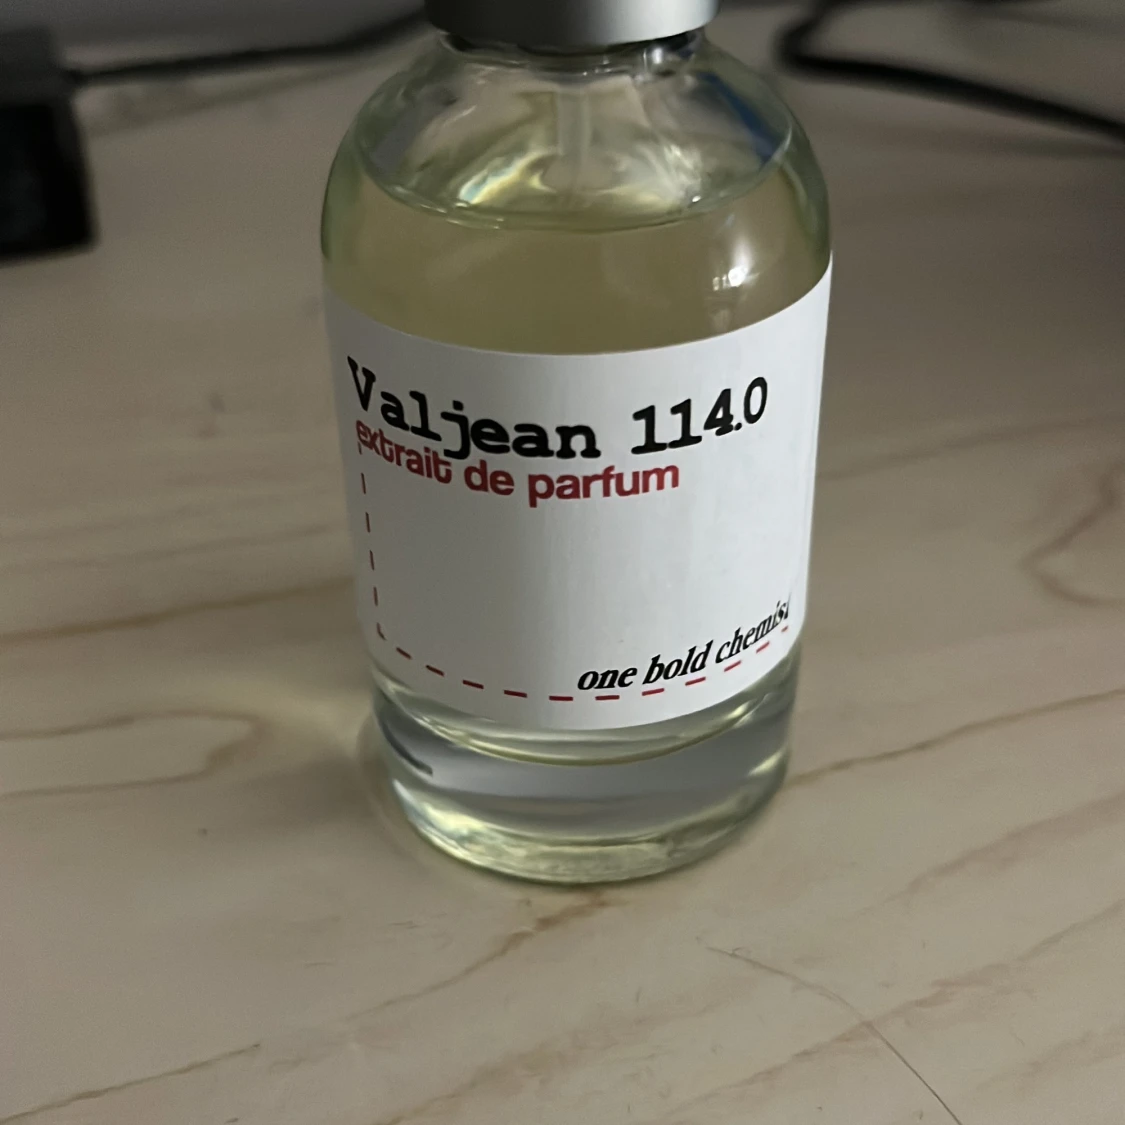 Valjean 114.0
extrait de parfum
one bold chemist